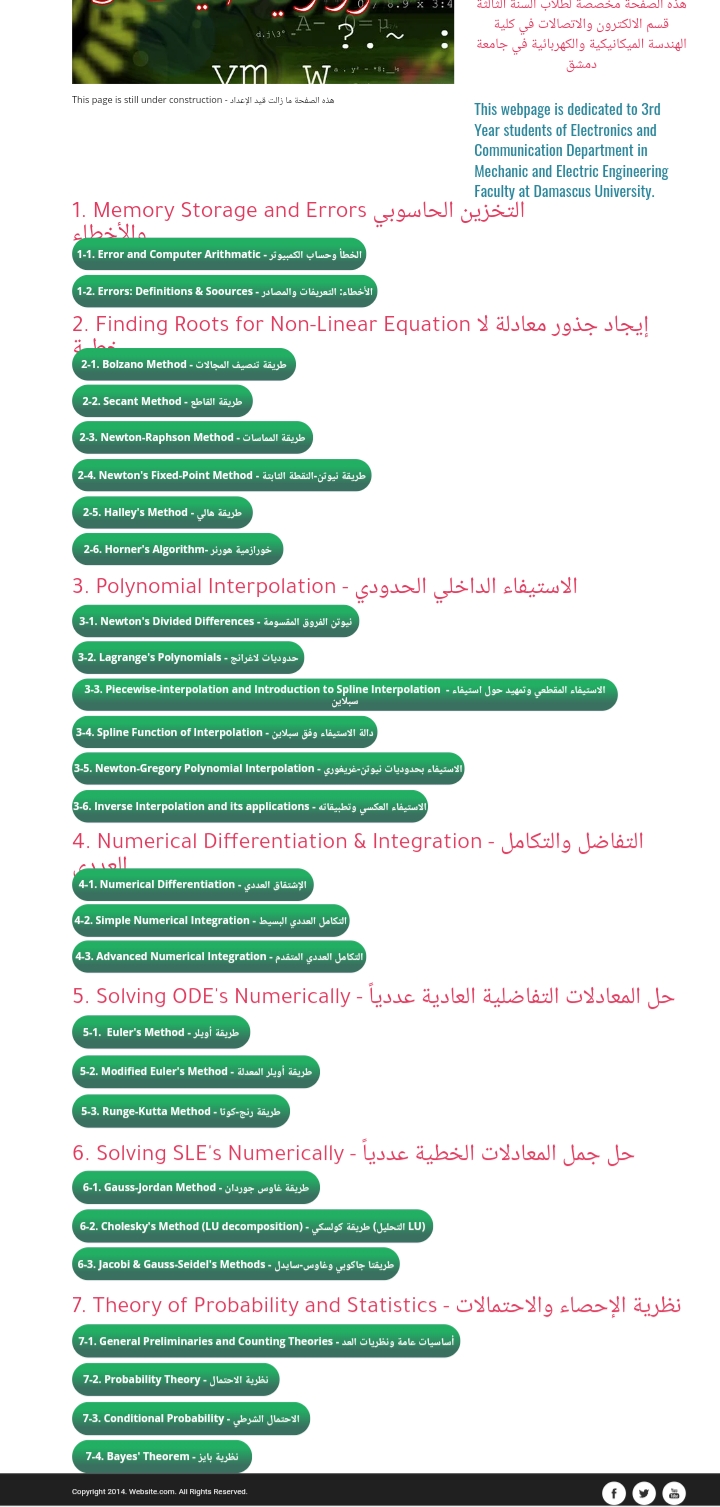 هذه الصفحة مخصصة لطلاب السنة الثالثة
قسم الالكترون والاتصالات في كلية
الهندسة الميكانيكية والكهربائية في جامعة
دمشق
This page is still under construction - هذه الصفحة ما زالت قيد الإعداد
This webpage is dedicated to 3rd
Year students of Electronics and
Communication Department in
Mechanic and Electric Engineering
Faculty at Damascus University.
1. Memory Storage and Errors التخزين الحاسوبي
والأخطاء
1-1. Error and Computer Arithmatic - الخطأ وحساب الكمبيوتر
1-2. Errors: Definitions & Soources - الأخطاء: التعريفات والمصادر
2. Finding Roots for Non-Linear Equation إيجاد جذور معادلة لا
خطية
2-1. Bolzano Method - طريقة تنصيف المجالات
2-2. Secant Method - طريقة القاطع
2-3. Newton-Raphson Method - طريقة المماسات
2-4. Newton's Fixed-Point Method - طريقة نيوتن-النقطة الثابتة
2-5. Halley's Method - طريقة هالي
2-6. Horner's Algorithm- خورازمية هورنر
3. Polynomial Interpolation - الاستيفاء الداخلي الحدودي
3-1. Newton's Divided Differences - نيوتن الفروق المقسومة
3-2. Lagrange's Polynomials - حدوديات لاغرانج
3-3. Piecewise-Interpolation and Introduction to Spline Interpolation - الاستيفاء المقطعي وتمهيد حول استيفاء
سبلاين
3-4. Spline Function of Interpolation - دالة الاستيفاء وفق سبلاين
3-5. Newton-Gregory Polynomial Interpolation - الاستيفاء بحدوديات نيوتن-غريغوري
3-6. Inverse Interpolation and its applications - الاستيفاء العكسي وتطبيقاته
4. Numerical Differentiation & Integration - التفاضل والتكامل
العددي
4-1. Numerical Differentiation - الإشتقاق العددي
4-2. Simple Numerical Integration - التكامل العددي البسيط
4-3. Advanced Numerical Integration - التكامل العددي المتقدم
5. Solving ODE's Numerically - حل المعادلات التفاضلية العادية عددياً
5-1. Euler's Method - طريقة أويلر
5-2. Modified Euler's Method - طريقة أويلر المعدلة
5-3. Runge-Kutta Method - طريقة رنج-كوتا
6. Solving SLE's Numerically - حل جمل المعادلات الخطية عددياً
6-1. Gauss-Jordan Method - طريقة غاوس جوردان
6-2. Cholesky's Method (LU decomposition) - طريقة كولسكي (التحليل LU)
6-3. Jacobi & Gauss-Seidel's Methods - طريقتا جاكوبي وغاوس-سايدل
7. Theory of Probability and Statistics - نظرية الإحصاء والاحتمالات
7-1. General Preliminaries and Counting Theories - أساسيات عامة ونظريات العد
7-2. Probability Theory - نظرية الاحتمال
7-3. Conditional Probability - الاحتمال الشرطي
7-4. Bayes' Theorem - نظرية بايز
Copyright 2014. Website.com. All Rights Reserved.